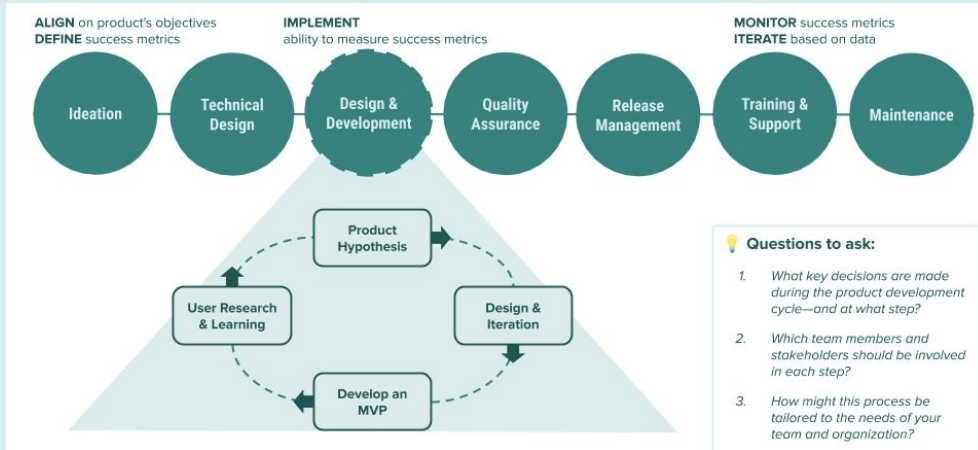 ALIGN on product's objectives
DEFINE success metrics
IMPLEMENT
ability to measure success metrics
MONITOR success metrics
ITERATE based on data
Ideation
Technical
Design
Design &
Development
Quality
Assurance
Release
Management
Training &
Support
Maintenance
Product
Hypothesis
Design &
Iteration
Develop an
MVP
User Research
& Learning
💡 Questions to ask:
1. What key decisions are made
during the product development
cycle—and at what step?
2. Which team members and
stakeholders should be involved
in each step?
3. How might this process be
tailored to the needs of your
team and organization?